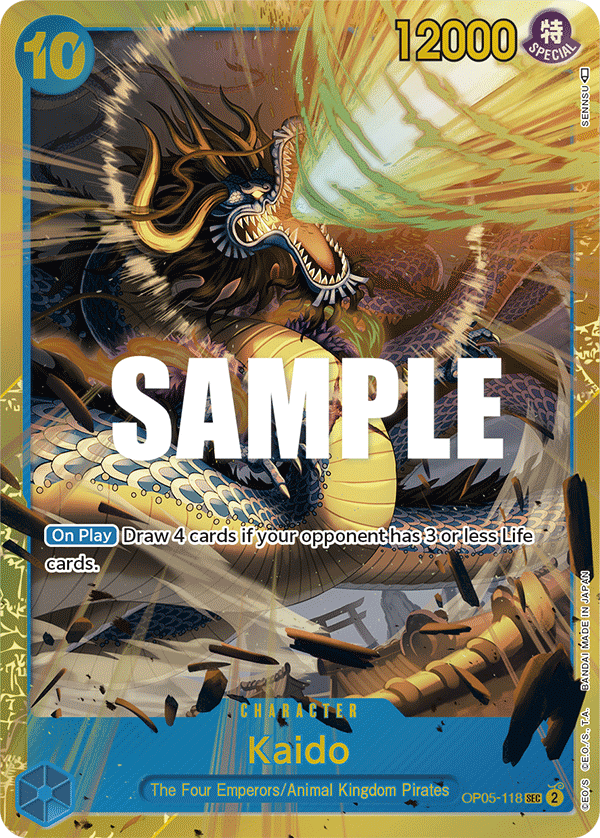 10
12000
特
SPECIAL
SENNSU
SAMPLE
On Play Draw 4 cards if your opponent has 3 or less Life
cards.
CHARACTER
Kaido
The Four Emperors/Animal Kingdom Pirates
OP05-118 SEC 2
©E.O/S ©E.O./S., T.A. BANDAI MADE IN JAPAN